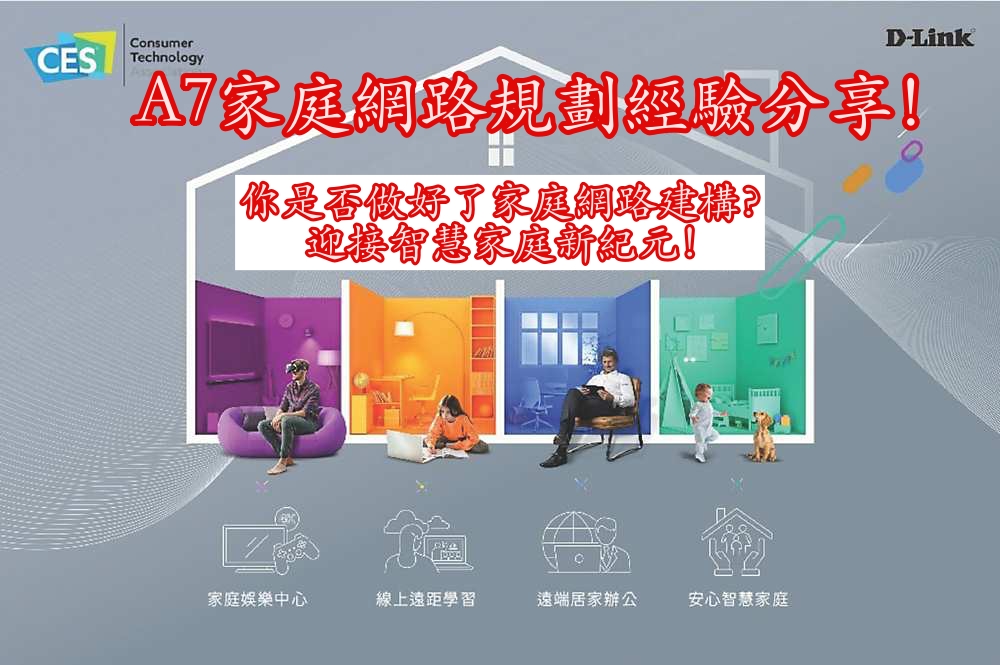 CES
Consumer
Technology
Association
D-Link
A7家庭網路規劃經驗分享!
你是否做好了家庭網路建構?
迎接智慧家庭新紀元!
8K
家庭娛樂中心
線上遠距學習
遠端居家辦公
安心智慧家庭